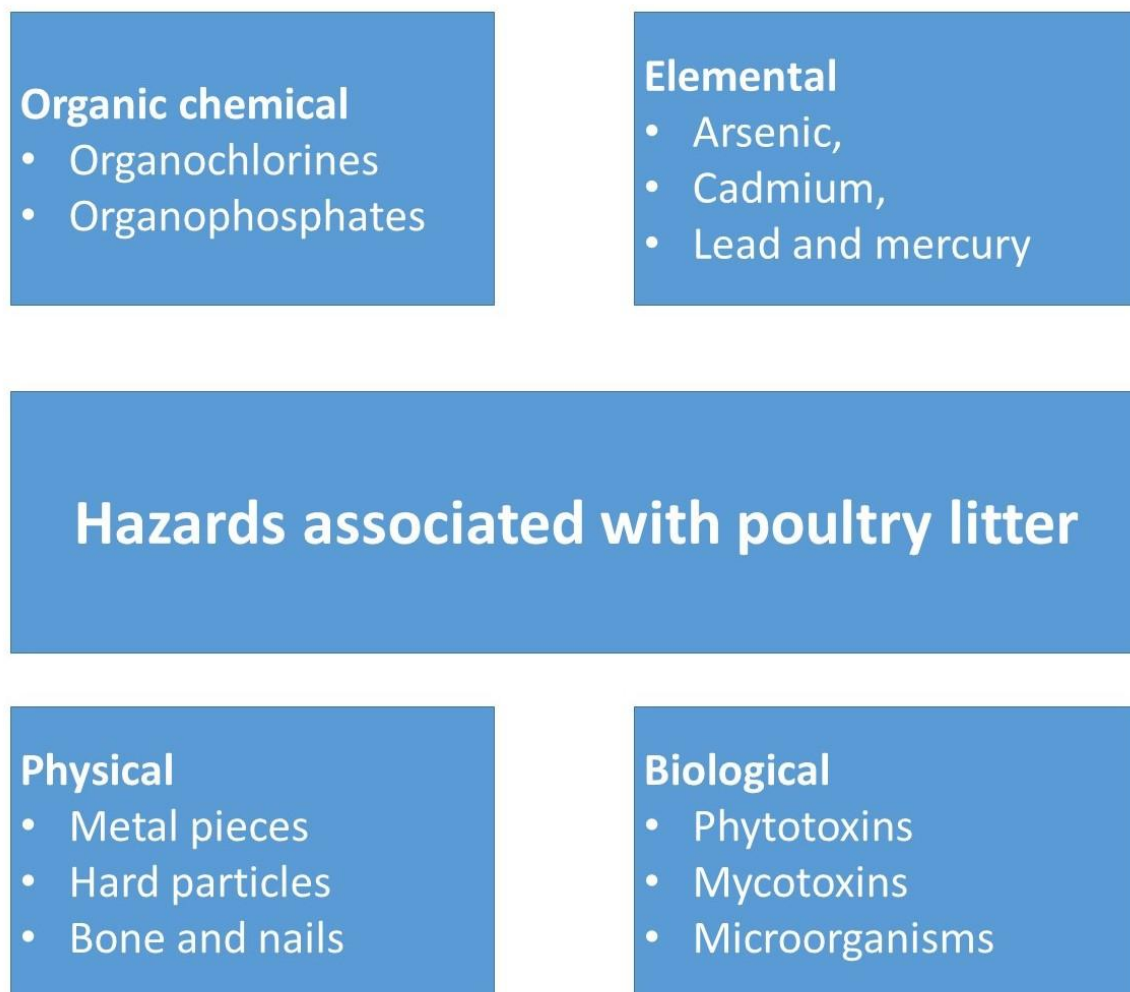 Organic chemical
• Organochlorines
• Organophosphates
Elemental
• Arsenic,
• Cadmium,
• Lead and mercury
Hazards associated with poultry litter
Physical
• Metal pieces
• Hard particles
• Bone and nails
Biological
• Phytotoxins
• Mycotoxins
• Microorganisms